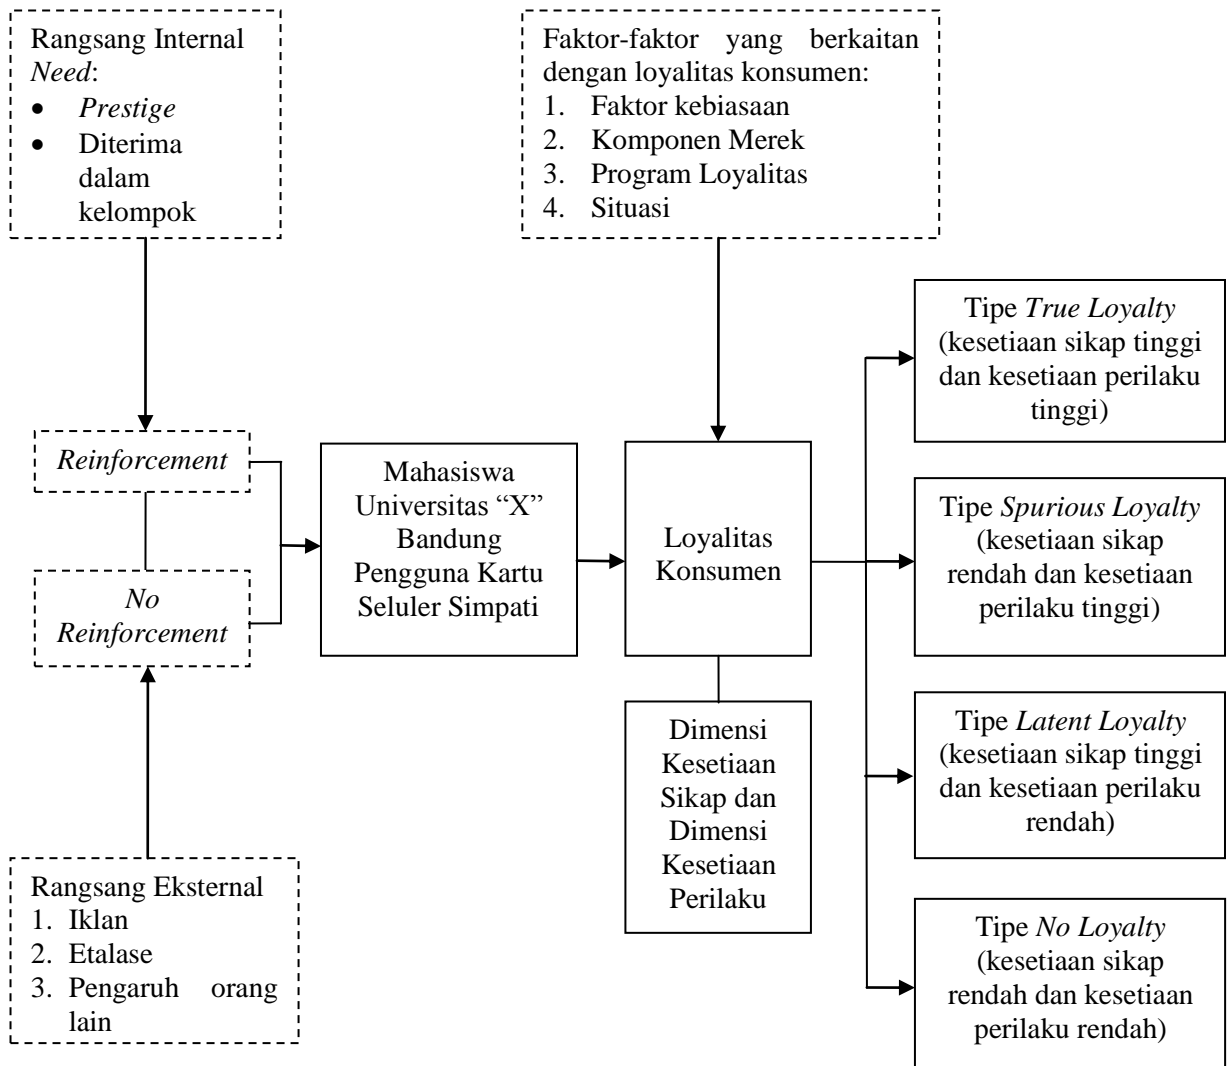 Rangsang Internal
Need:
• Prestige
• Diterima
dalam
kelompok
Faktor-faktor yang berkaitan
dengan loyalitas konsumen:
1. Faktor kebiasaan
2. Komponen Merek
3. Program Loyalitas
4. Situasi
Reinforcement
No
Reinforcement
Rangsang Eksternal
1. Iklan
2. Etalase
3. Pengaruh orang
lain
Mahasiswa
Universitas “X”
Bandung
Pengguna Kartu
Seluler Simpati
Loyalitas
Konsumen
Dimensi
Kesetiaan
Sikap dan
Dimensi
Kesetiaan
Perilaku
Tipe True Loyalty
(kesetiaan sikap tinggi
dan kesetiaan perilaku
tinggi)
Tipe Spurious Loyalty
(kesetiaan sikap
rendah dan kesetiaan
perilaku tinggi)
Tipe Latent Loyalty
(kesetiaan sikap tinggi
dan kesetiaan perilaku
rendah)
Tipe No Loyalty
(kesetiaan sikap
rendah dan kesetiaan
perilaku rendah)